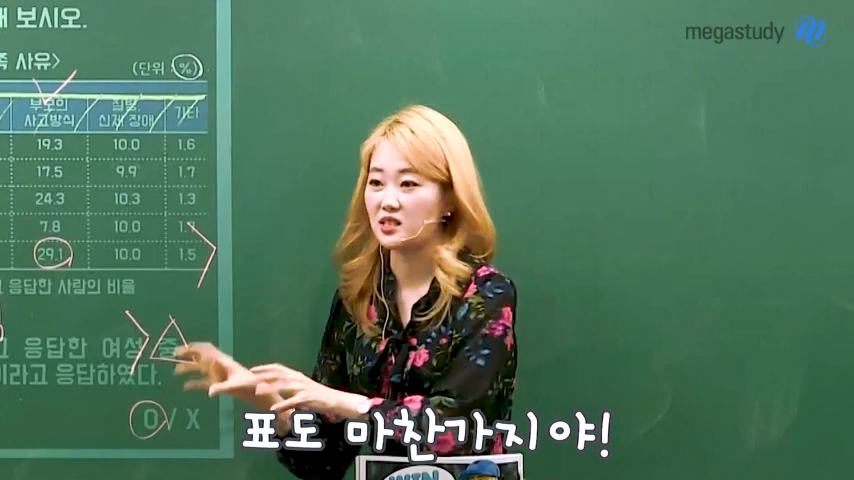 해 보시오.
megastudy
족 사유>
(단위 : %)
부모의
사고방식
질병,
신체 장애
기타
19.3 10.0 1.6
17.5 9.9 1.7
24.3 10.3 1.3
7.8 10.0
29.1 10.0 1.5
고 응답한 사람의 비율
고 응답한 여성 중
이라고 응답하였다.
O / X
표도 마찬가지야!
WIN